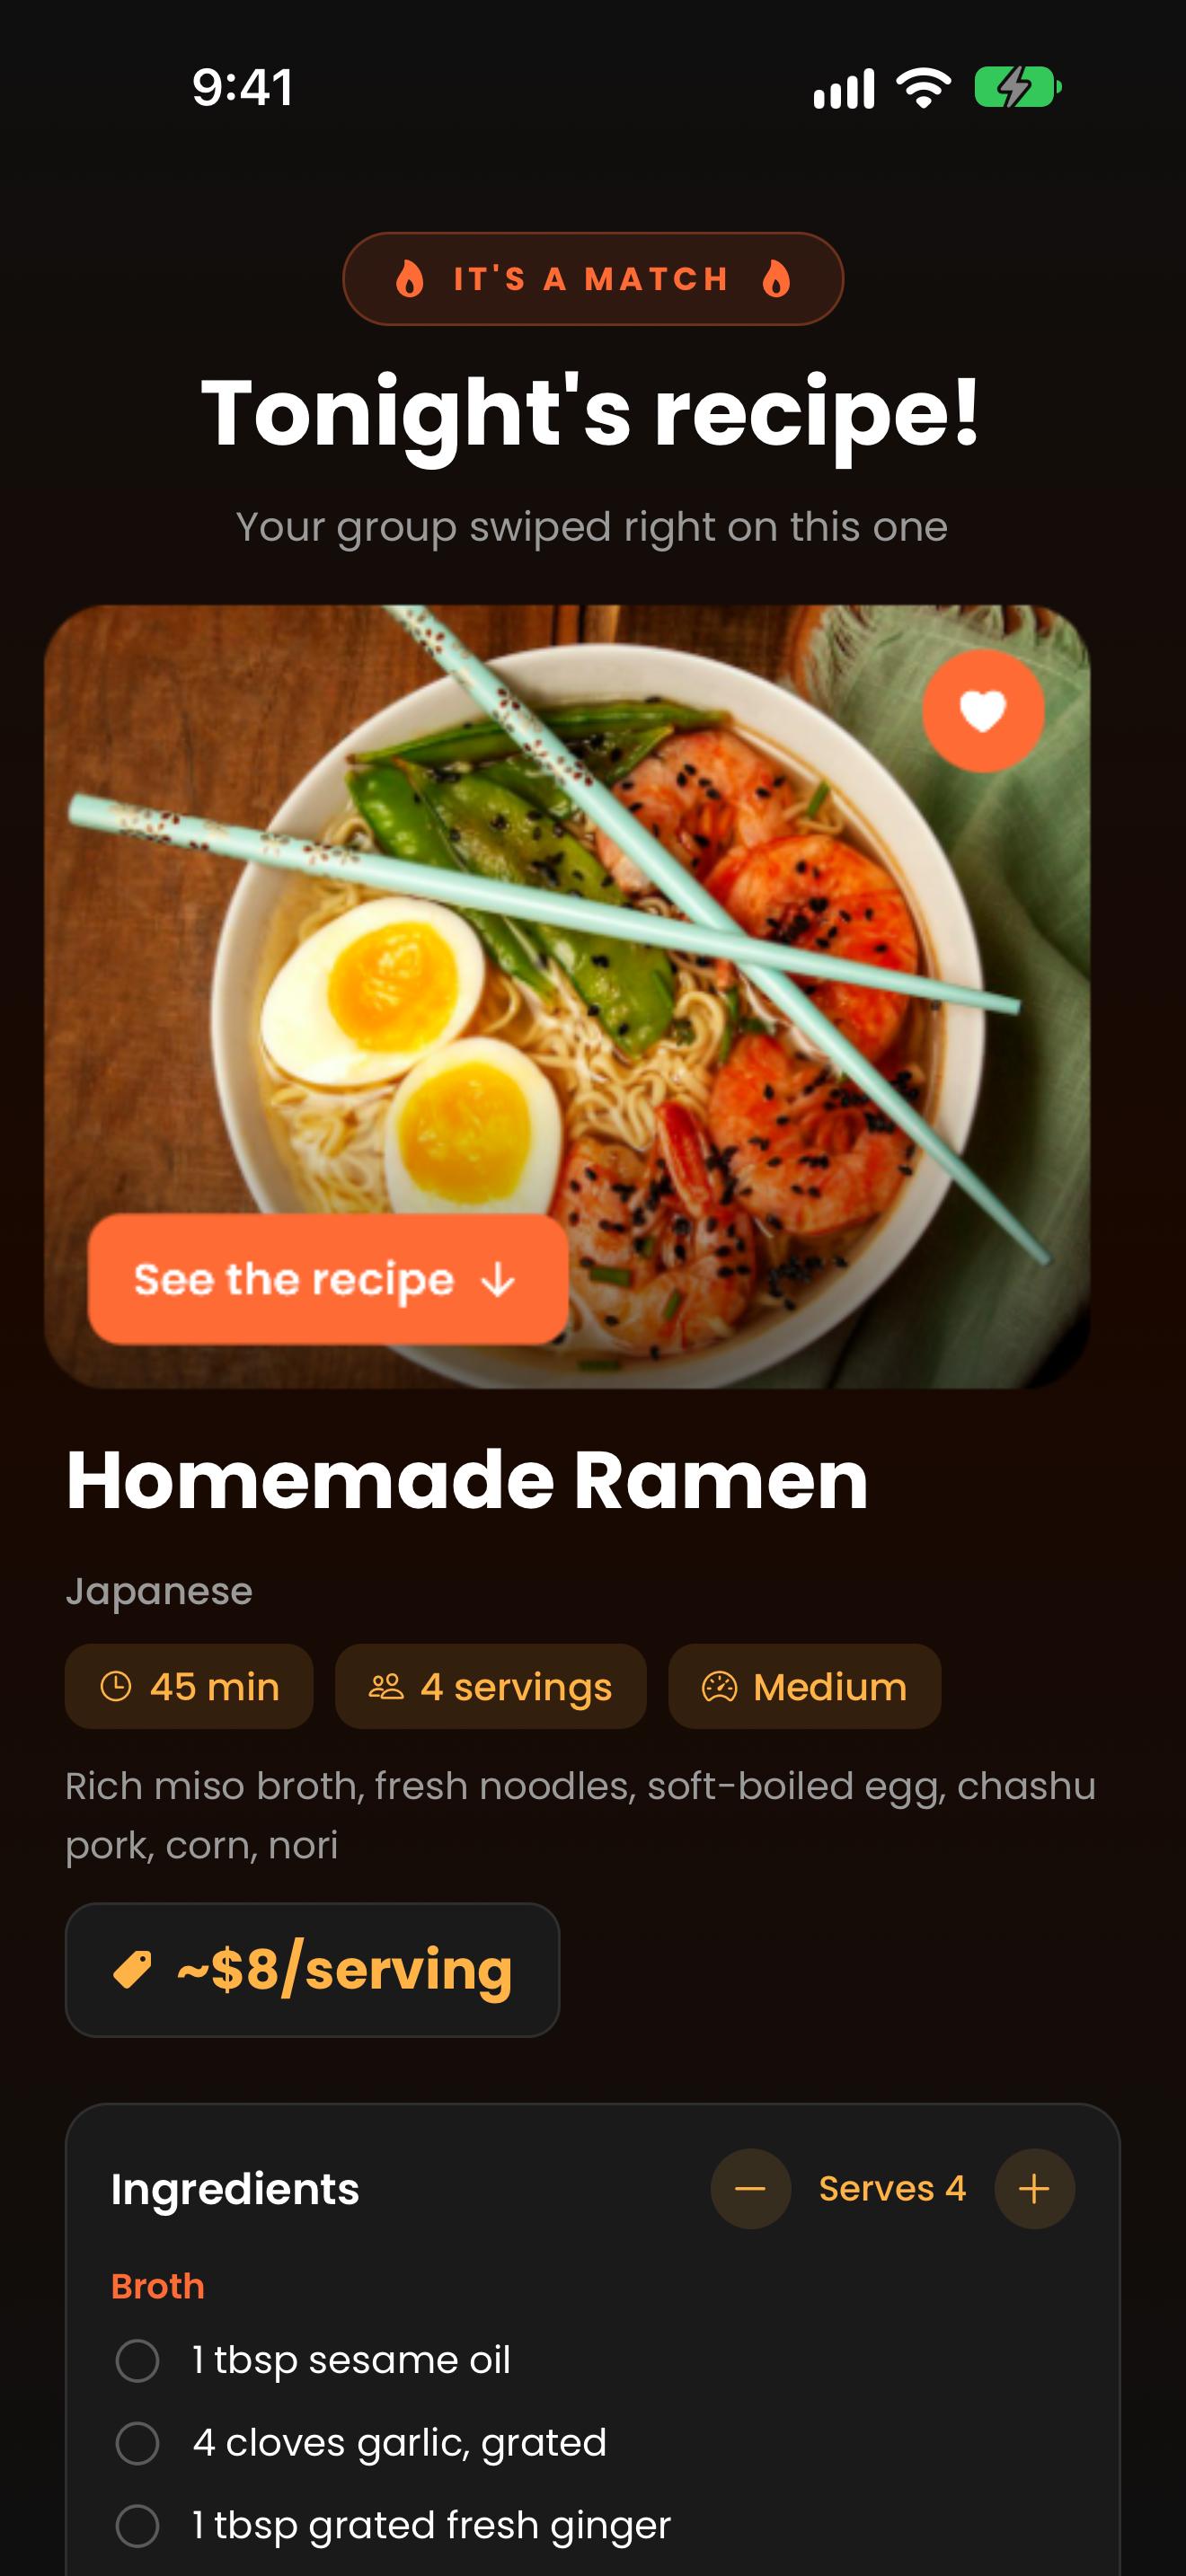 9:41
IT'S A MATCH
Tonight's recipe!
Your group swiped right on this one
See the recipe ↓
Homemade Ramen
Japanese
45 min
4 servings
Medium
Rich miso broth, fresh noodles, soft-boiled egg, chashu
pork, corn, nori
~$8/serving
Ingredients
Serves 4
Broth
1 tbsp sesame oil
4 cloves garlic, grated
1 tbsp grated fresh ginger